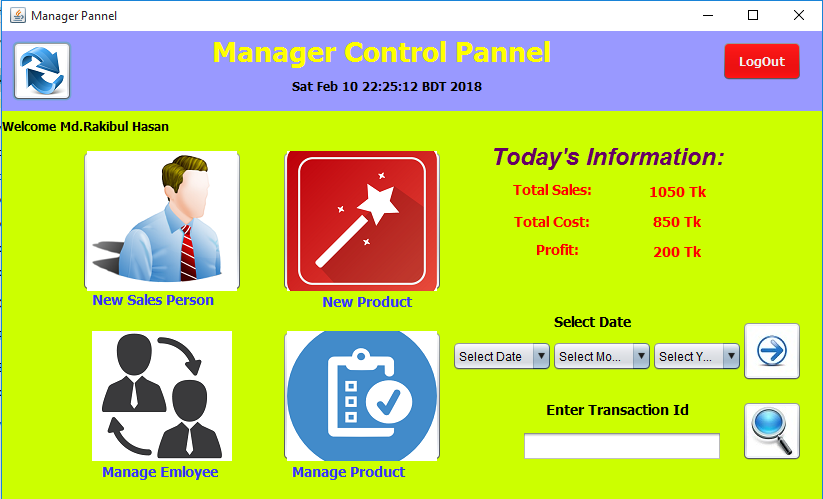 Manager Pannel
Manager Control Pannel
LogOut
Sat Feb 10 22:25:12 BDT 2018
Welcome Md.Rakibul Hasan
Today's Information:
Total Sales: 1050 Tk
Total Cost: 850 Tk
Profit: 200 Tk
New Sales Person
New Product
Select Date
Select Date Select Mo... Select Y...
Enter Transaction Id
Manage Emloyee
Manage Product